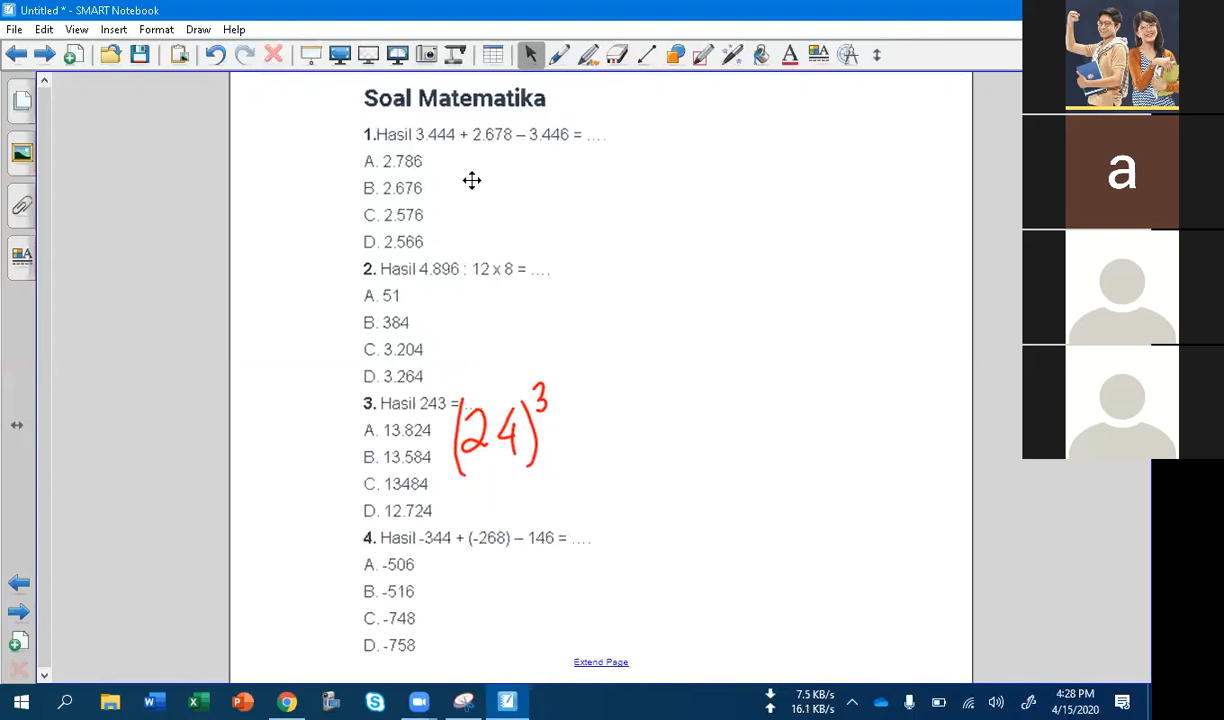 Untitled * - SMART Notebook
File Edit View Insert Format Draw Help
Soal Matematika
1.Hasil 3.444 + 2.678 – 3.446 = ....
A. 2.786
B. 2.676
C. 2.576
D. 2.566
2. Hasil 4.896 : 12 x 8 = ....
A. 51
B. 384
C. 3.204
D. 3.264
3. Hasil 243 = ....
(24)³
A. 13.824
B. 13.584
C. 13484
D. 12.724
4. Hasil -344 + (-268) – 146 = ....
A. -506
B. -516
C. -748
D. -758
Extend Page
a
7.5 KB/s
16.1 KB/s
4:28 PM
4/15/2020